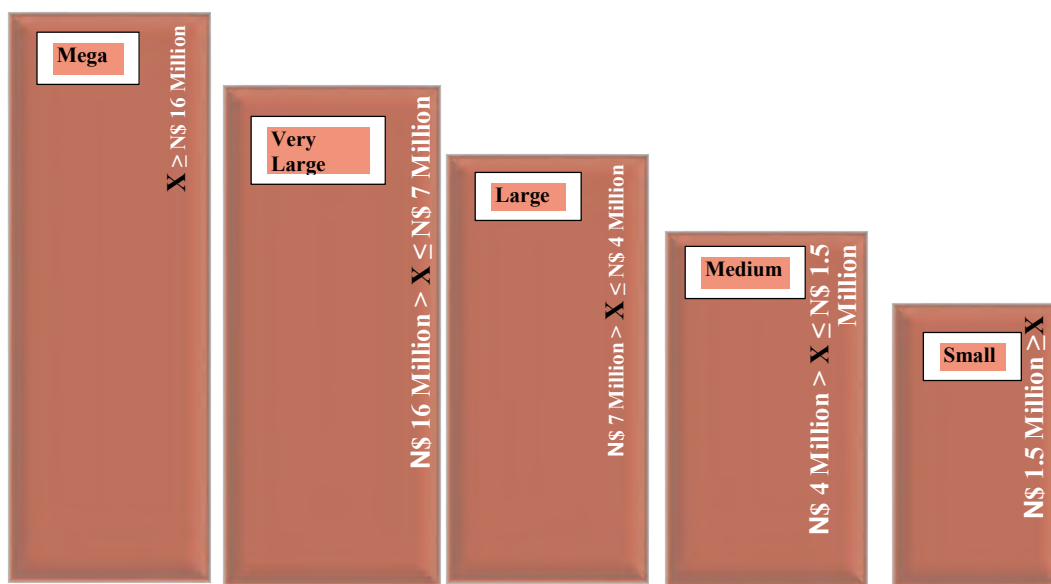 Mega
X ≥ N$ 16 Million
Very
Large
N$ 16 Million > X ≤ N$ 7 Million
Large
N$ 7 Million > X ≤ N$ 4 Million
Medium
N$ 4 Million > X ≤ N$ 1.5
Million
Small
N$ 1.5 Million ≥X